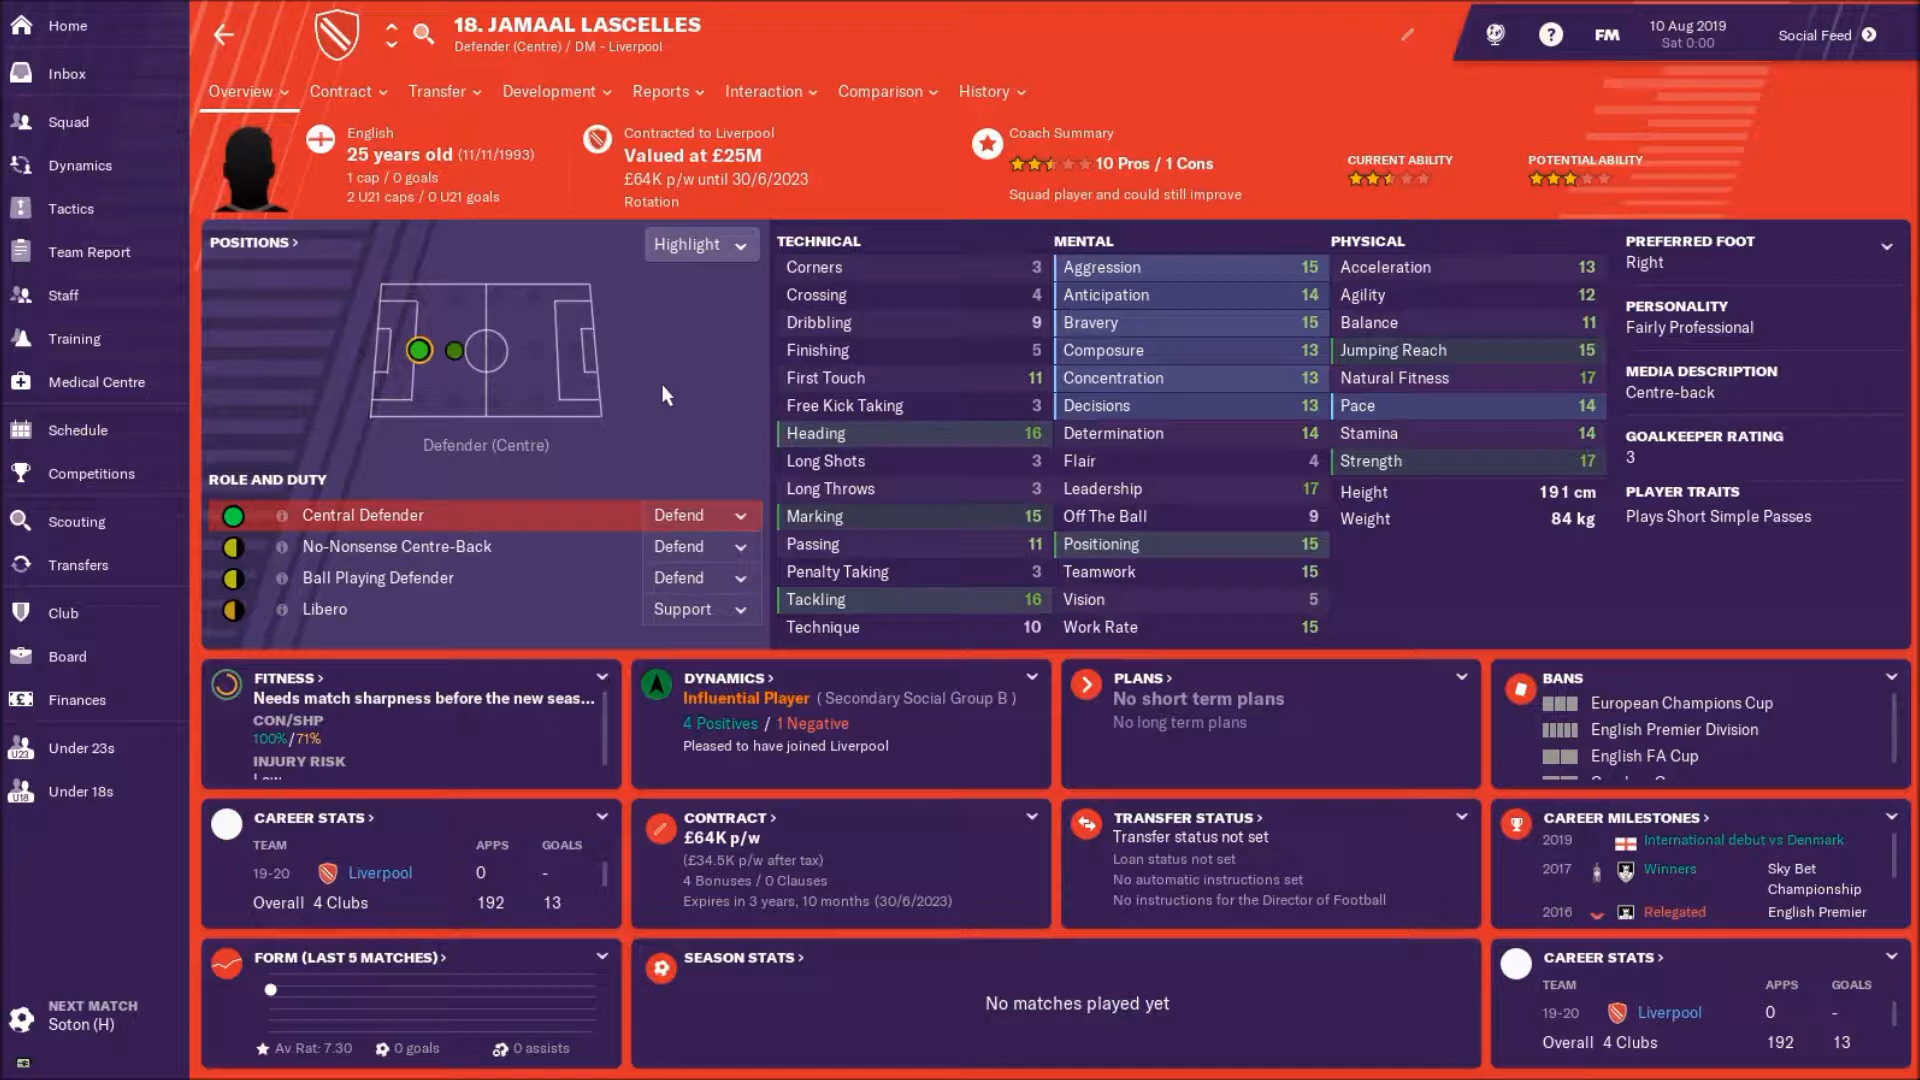 Home
Inbox
Squad
Dynamics
Tactics
Team Report
Staff
Training
Medical Centre
Schedule
Competitions
Scouting
Transfers
Club
Board
Finances
U23 Under 23s
U18 Under 18s
NEXT MATCH
Soton (H)
18. JAMAAL LASCELLES
Defender (Centre) / DM - Liverpool
FM
10 Aug 2019
Sat 0:00
Social Feed
Overview Contract Transfer Development Reports Interaction Comparison History
English
25 years old (11/11/1993)
1 cap / 0 goals
2 U21 caps / 0 U21 goals
Contracted to Liverpool
Valued at £25M
£64K p/w until 30/6/2023
Rotation
Coach Summary
10 Pros / 1 Cons
Squad player and could still improve
CURRENT ABILITY
POTENTIAL ABILITY
POSITIONS >
Highlight
Defender (Centre)
ROLE AND DUTY
Central Defender Defend
No-Nonsense Centre-Back Defend
Ball Playing Defender Defend
Libero Support
TECHNICAL
Corners 3
Crossing 4
Dribbling 9
Finishing 5
First Touch 11
Free Kick Taking 3
Heading 16
Long Shots 3
Long Throws 3
Marking 15
Passing 11
Penalty Taking 3
Tackling 16
Technique 10
MENTAL
Aggression 15
Anticipation 14
Bravery 15
Composure 13
Concentration 13
Decisions 13
Determination 14
Flair 4
Leadership 17
Off The Ball 9
Positioning 15
Teamwork 15
Vision 5
Work Rate 15
PHYSICAL
Acceleration 13
Agility 12
Balance 11
Jumping Reach 15
Natural Fitness 17
Pace 14
Stamina 14
Strength 17
Height 191 cm
Weight 84 kg
PREFERRED FOOT
Right
PERSONALITY
Fairly Professional
MEDIA DESCRIPTION
Centre-back
GOALKEEPER RATING
3
PLAYER TRAITS
Plays Short Simple Passes
FITNESS >
Needs match sharpness before the new seas...
CON/SHP
100%/71%
INJURY RISK
DYNAMICS >
Influential Player ( Secondary Social Group B )
4 Positives / 1 Negative
Pleased to have joined Liverpool
PLANS >
No short term plans
No long term plans
BANS
European Champions Cup
English Premier Division
English FA Cup
CAREER STATS >
TEAM APPS GOALS
19-20 Liverpool 0 -
Overall 4 Clubs 192 13
CONTRACT >
£64K p/w
(£34.5K p/w after tax)
4 Bonuses / 0 Clauses
Expires in 3 years, 10 months (30/6/2023)
TRANSFER STATUS >
Transfer status not set
Loan status not set
No automatic instructions set
No instructions for the Director of Football
CAREER MILESTONES >
2019 International debut vs Denmark
2017 Winners Sky Bet
Championship
2016 Relegated English Premier
FORM (LAST 5 MATCHES) >
Av Rat: 7.30 0 goals 0 assists
SEASON STATS >
No matches played yet
CAREER STATS >
TEAM APPS GOALS
19-20 Liverpool 0 -
Overall 4 Clubs 192 13